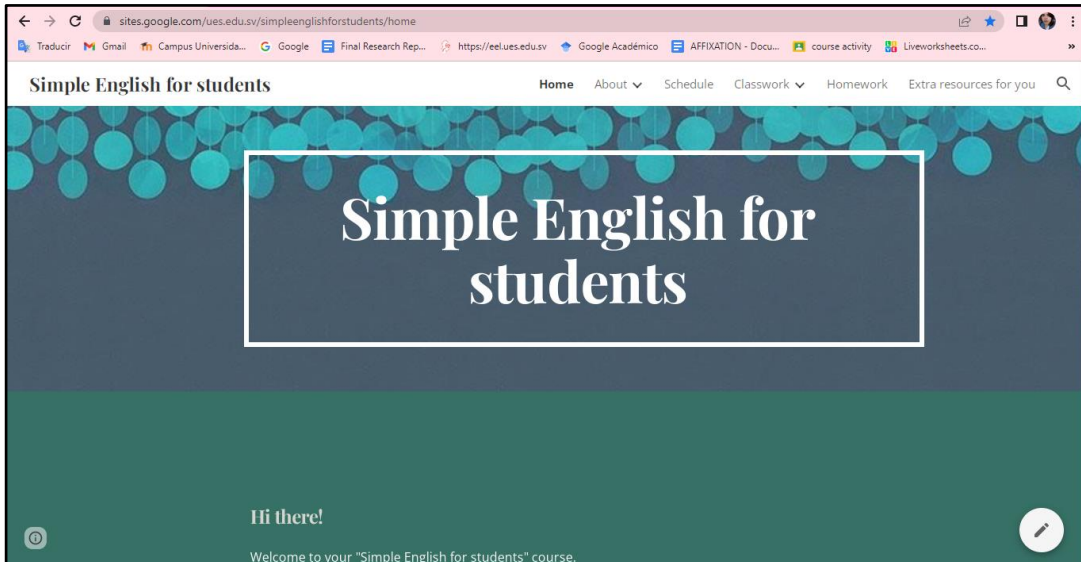 sites.google.com/ues.edu.sv/simpleenglishforstudents/home
Traducir Gmail Campus Universida... Google Final Research Rep... https://eel.ues.edu.sv Google Académico AFFIXATION - Docu... course activity Liveworksheets.co... »
Simple English for students Home About Schedule Classwork Homework Extra resources for you
Simple English for
students
Hi there!
Welcome to your "Simple English for students" course.